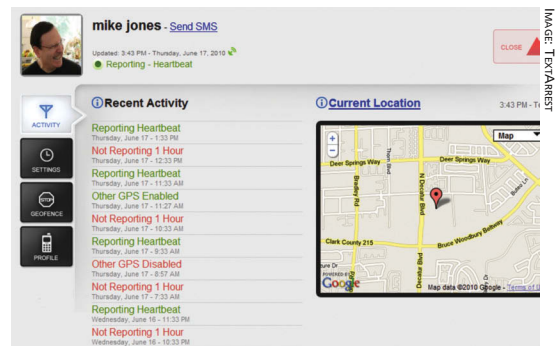 mike jones - Send SMS
Updated: 3:43 PM - Thursday, June 17, 2010
Reporting - Heartbeat
CLOSE
IMAGE: TEXTARREST
ACTIVITY
SETTINGS
STOP
GEOFENCE
PROFILE
Recent Activity
Reporting Heartbeat
Thursday, June 17 - 1:33 PM
Not Reporting 1 Hour
Thursday, June 17 - 12:33 PM
Reporting Heartbeat
Thursday, June 17 - 11:33 AM
Other GPS Enabled
Thursday, June 17 - 11:27 AM
Not Reporting 1 Hour
Thursday, June 17 - 10:33 AM
Reporting Heartbeat
Thursday, June 17 - 9:33 AM
Other GPS Disabled
Thursday, June 17 - 8:57 AM
Not Reporting 1 Hour
Thursday, June 17 - 7:33 AM
Reporting Heartbeat
Wednesday, June 16 - 11:33 PM
Not Reporting 1 Hour
Wednesday, June 16 - 10:33 PM
Current Location
3:43 PM - T
Map
Deer Springs Way
Deer Springs Way
Thom Blvd
Bradley Rd
N Decatur Blvd
Clark County 215
Bruce Woodbury Beltway
Decatur Blvd
POWERED BY
Google
Map data ©2010 Google - Terms of U